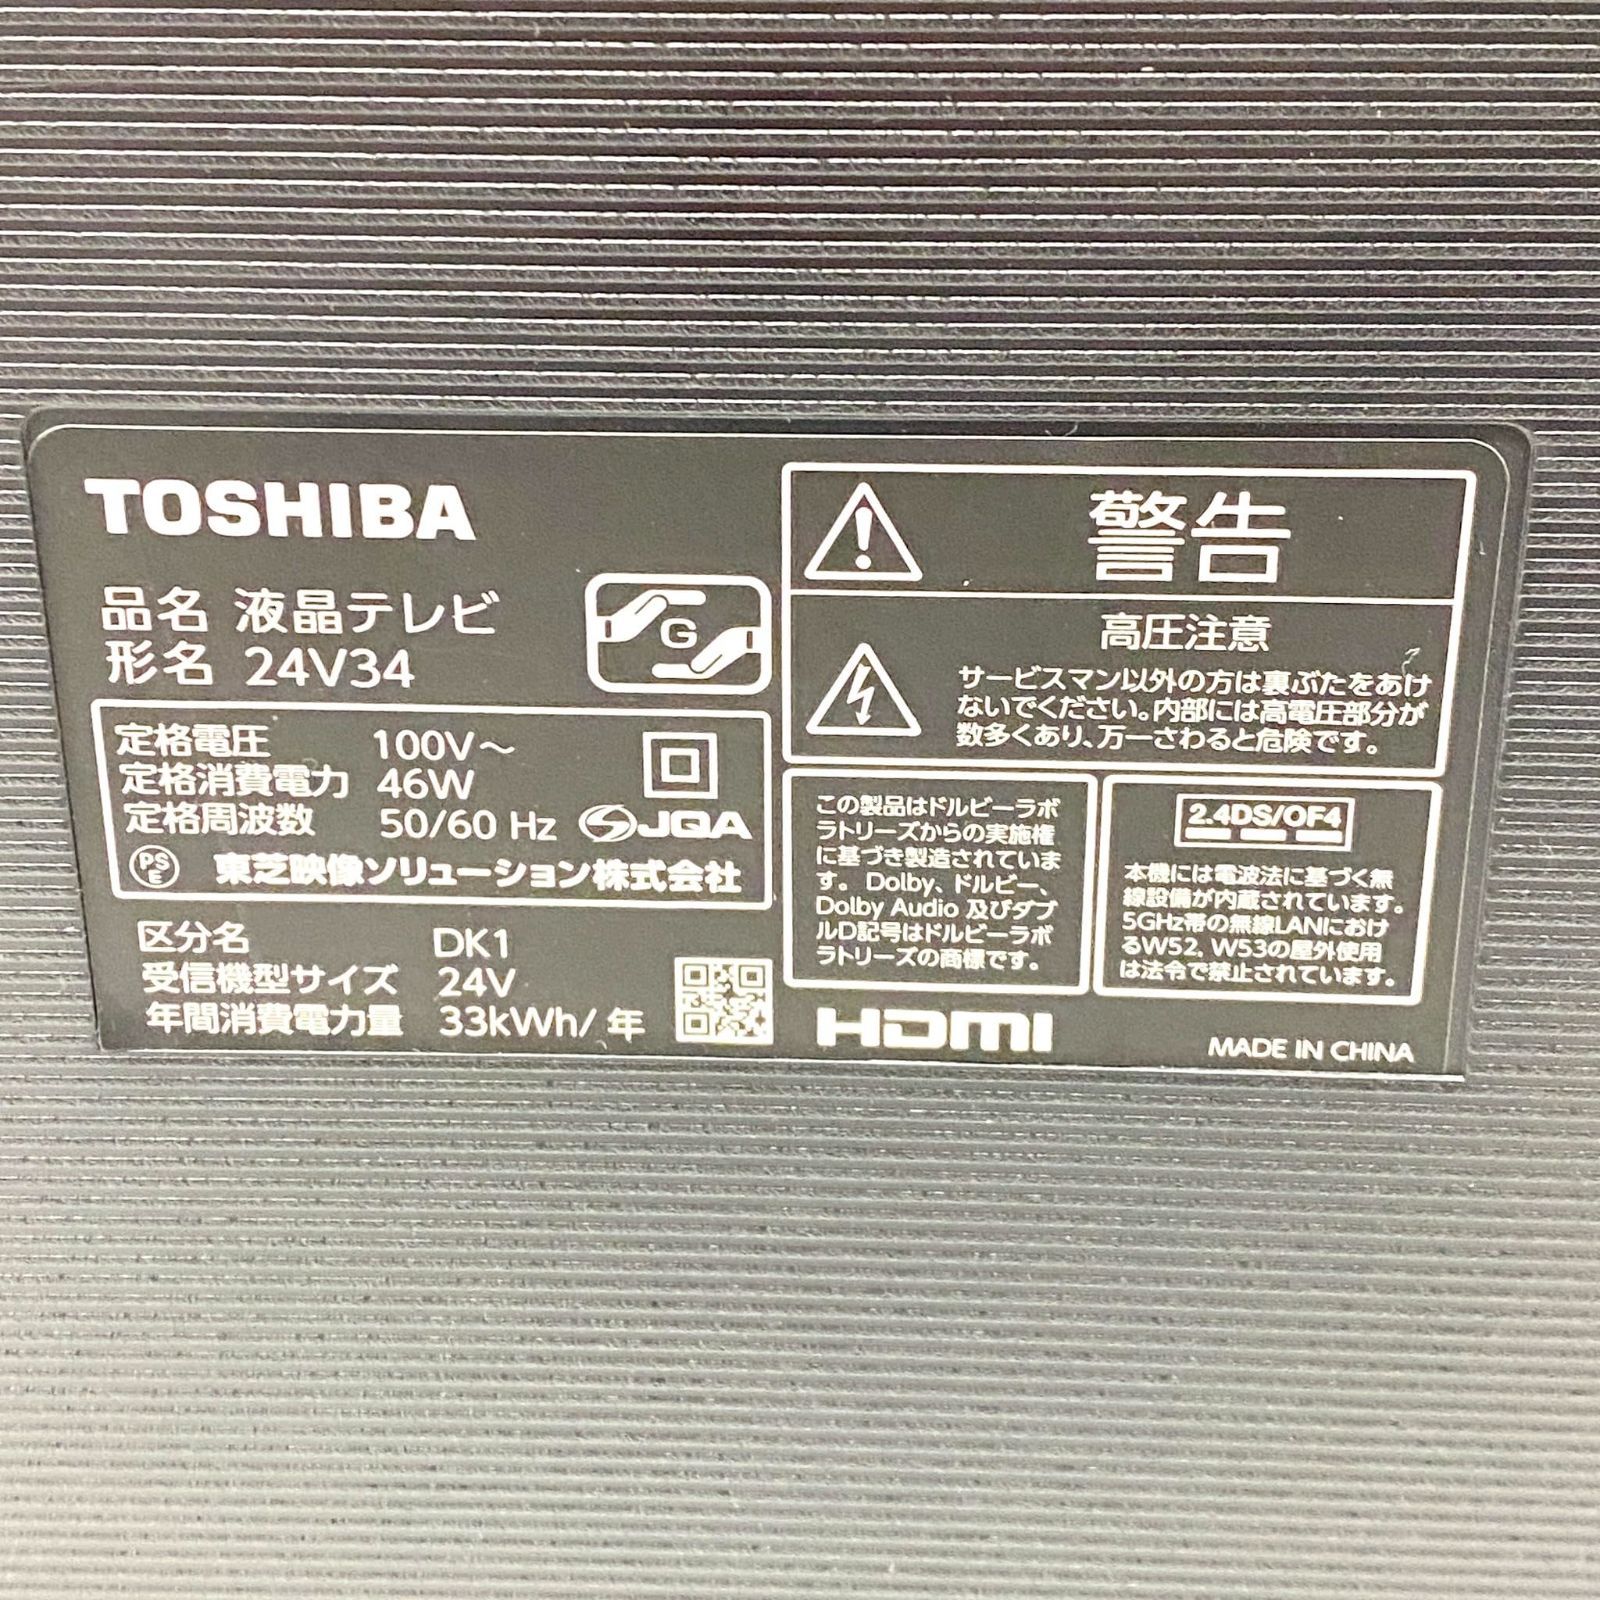 TOSHIBA
品名 液晶テレビ
形名 24V34
G
定格電圧 100V～
定格消費電力 46W
定格周波数 50/60 Hz
JQA
PS
E
東芝映像ソリューション株式会社
区分名 DK1
受信機型サイズ 24V
年間消費電力量 33kWh/年
警告
高圧注意
サービスマン以外の方は裏ぶたをあけ
ないでください。内部には高電圧部分が
数多くあり、万一さわると危険です。
この製品はドルビーラボ
ラトリーズからの実施権
に基づき製造されていま
す。Dolby、ドルビー、
Dolby Audio 及びダブ
ルD記号はドルビーラボ
ラトリーズの商標です。
2.4DS/OF4
本機には電波法に基づく無
線設備が内蔵されています。
5GHz帯の無線LANにおけ
るW52, W53の屋外使用
は法令で禁止されています。
HDMI
MADE IN CHINA